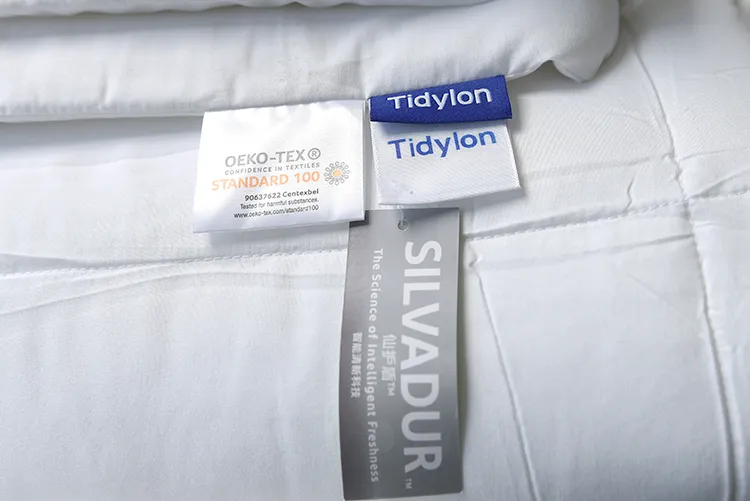 Tidylon
Tidylon
OEKO-TEX®
CONFIDENCE IN TEXTILES
STANDARD 100
90637622 Centexbel
Tested for harmful substances.
www.oeko-tex.com/standard100
SILVADUR™
仙护盾™
The Science of Intelligent Freshness
智能清新科技